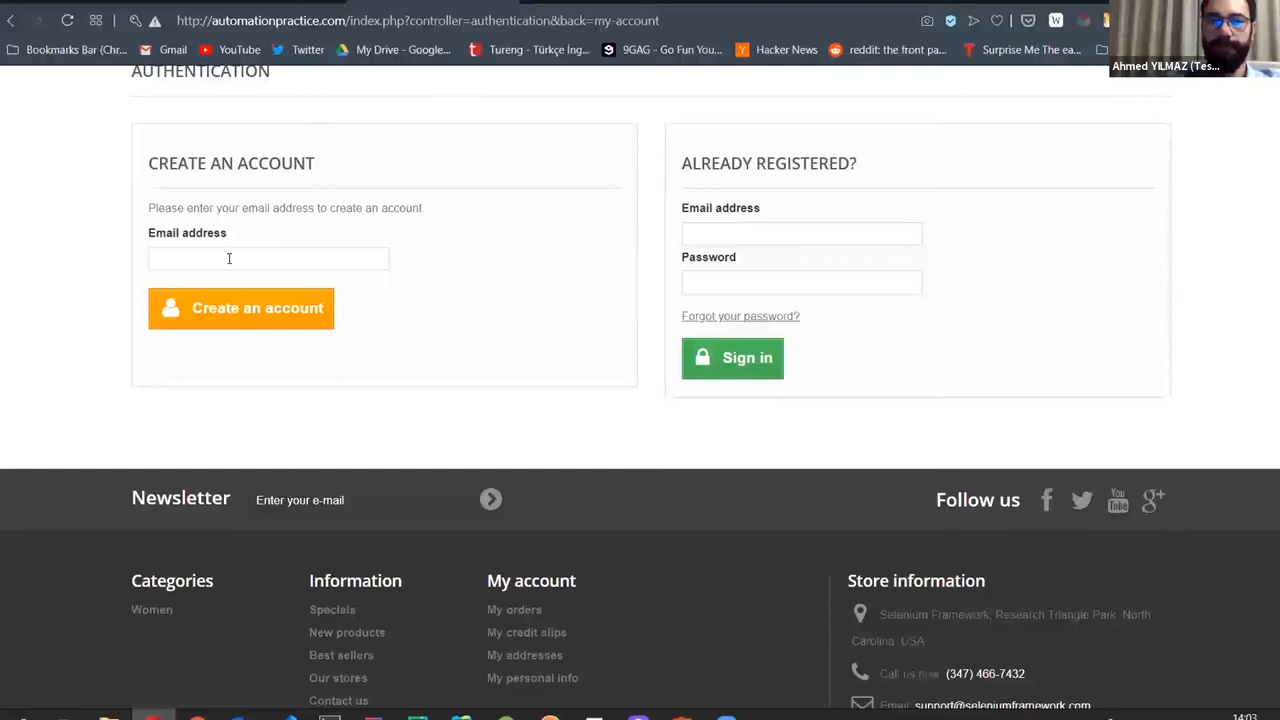 http://automationpractice.com/index.php?controller=authentication&back=my-account
Bookmarks Bar (Chr...
Gmail
YouTube
Twitter
My Drive - Google...
Tureng - Türkçe İng...
9GAG - Go Fun You...
Hacker News
reddit: the front pa...
Surprise Me The ea...
Ahmed YILMAZ (Tes...
AUTHENTICATION
CREATE AN ACCOUNT
Please enter your email address to create an account
Email address
Create an account
ALREADY REGISTERED?
Email address
Password
Forgot your password?
Sign in
Newsletter
Enter your e-mail
Follow us
Categories
Women
Information
Specials
New products
Best sellers
Our stores
Contact us
My account
My orders
My credit slips
My addresses
My personal info
Store information
Selenium Framework, Research Triangle Park, North
Carolina, USA
Call us now: (347) 466-7432
Email: support@seleniumframework.com
14:03